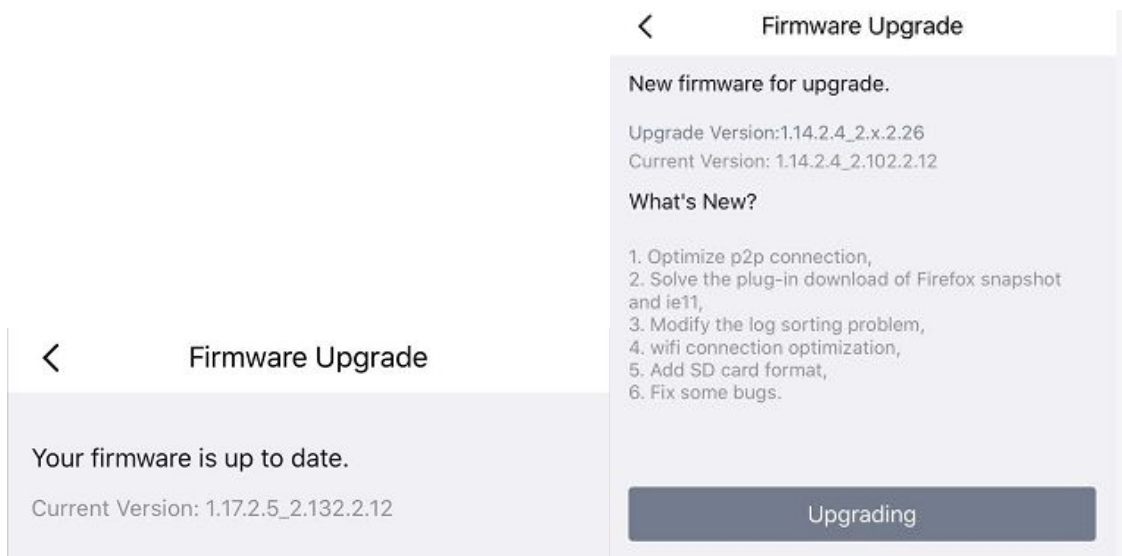 Firmware Upgrade
Your firmware is up to date.
Current Version: 1.17.2.5_2.132.2.12
Firmware Upgrade
New firmware for upgrade.
Upgrade Version:1.14.2.4_2.x.2.26
Current Version: 1.14.2.4_2.102.2.12
What's New?
1. Optimize p2p connection,
2. Solve the plug-in download of Firefox snapshot
and ie11,
3. Modify the log sorting problem,
4. wifi connection optimization,
5. Add SD card format,
6. Fix some bugs.
Upgrading